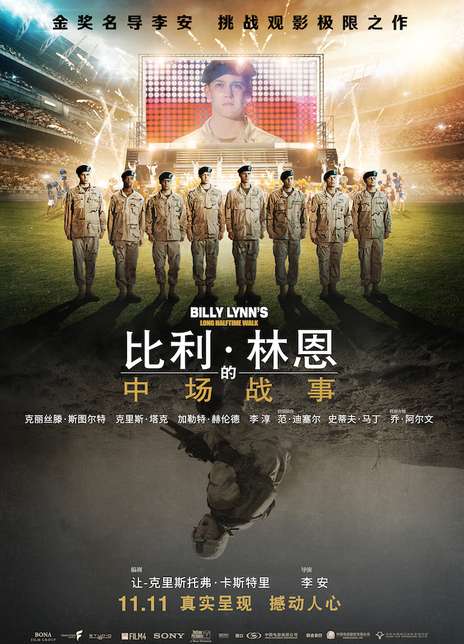 金奖名导李安 挑战观影极限之作
BILLY LYNN'S
LONG HALFTIME WALK
比利·林恩
的
中场战事
克丽丝滕·斯图尔特 克里斯·塔克 加勒特·赫伦德 李淳 范·迪塞尔 史蒂夫·马丁 乔·阿尔文
编剧 导演
让-克里斯托弗·卡斯特里 李安
11.11 真实呈现 撼动人心
BONA
FILM GROUP
FILM4 SONY